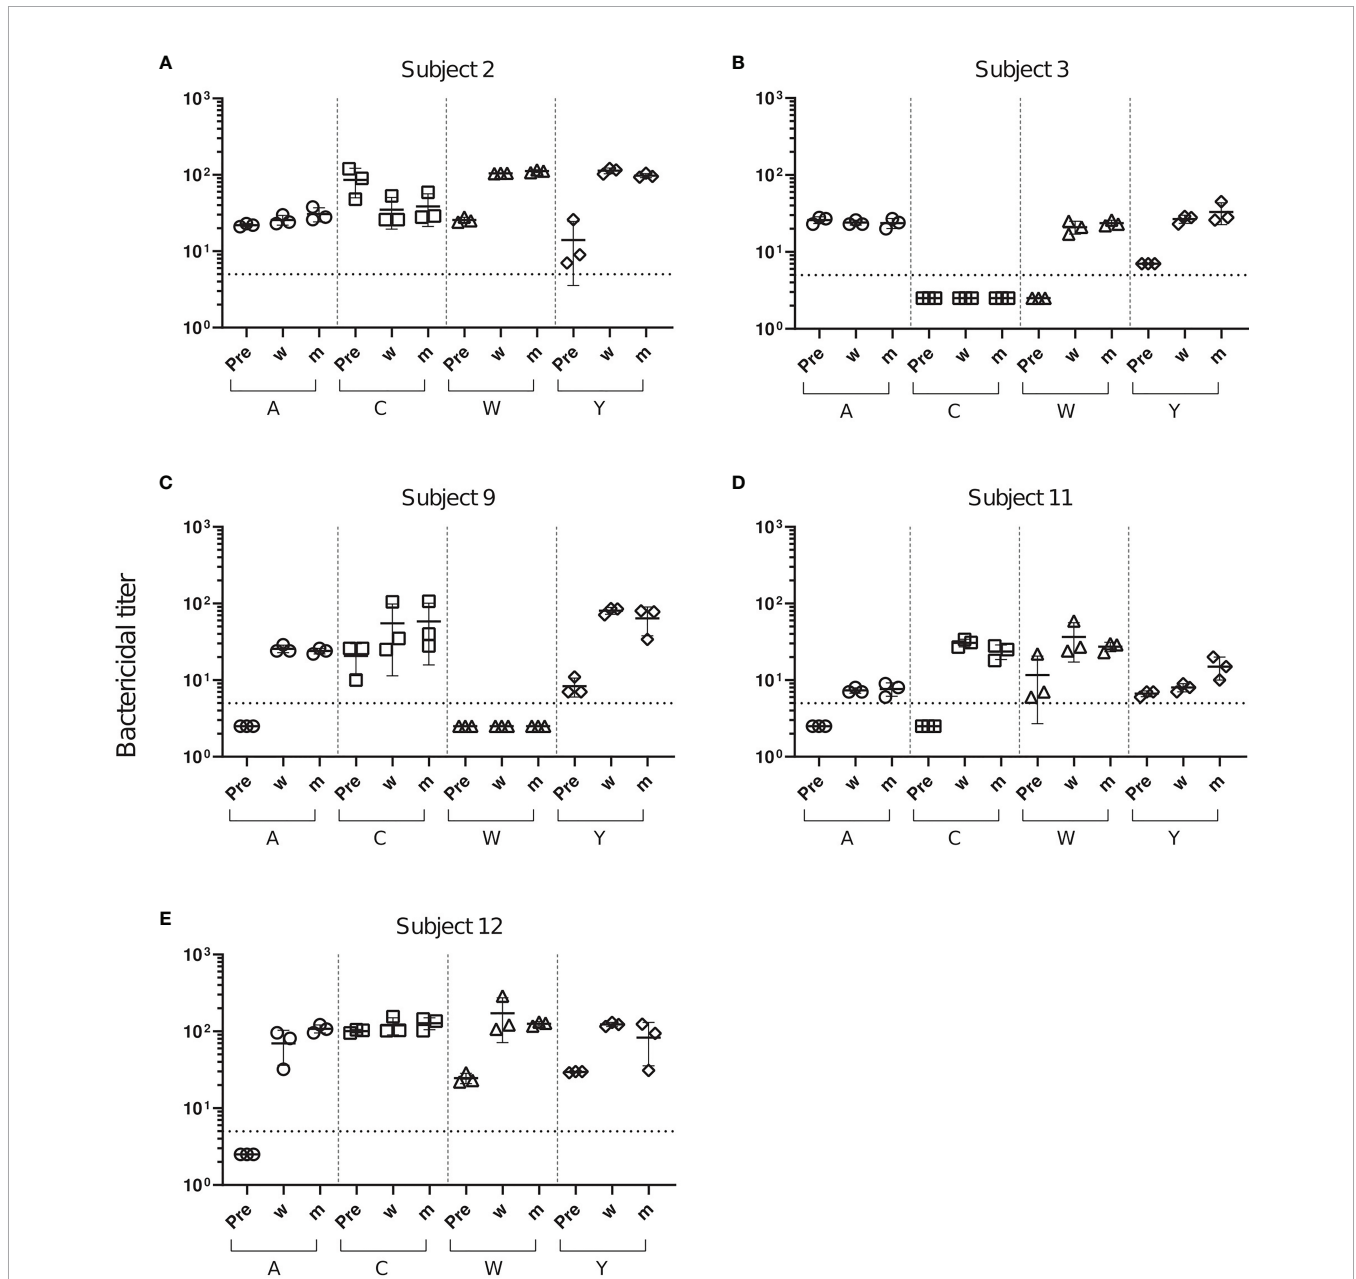 A
Subject 2
10³
10²
10¹
10⁰
Pre w m Pre w m Pre w m Pre w m
A C W Y
B
Subject 3
10³
10²
10¹
10⁰
Pre w m Pre w m Pre w m Pre w m
A C W Y
Bactericidal titer
C
Subject 9
10³
10²
10¹
10⁰
Pre w m Pre w m Pre w m Pre w m
A C W Y
D
Subject 11
10³
10²
10¹
10⁰
Pre w m Pre w m Pre w m Pre w m
A C W Y
E
Subject 12
10³
10²
10¹
10⁰
Pre w m Pre w m Pre w m Pre w m
A C W Y